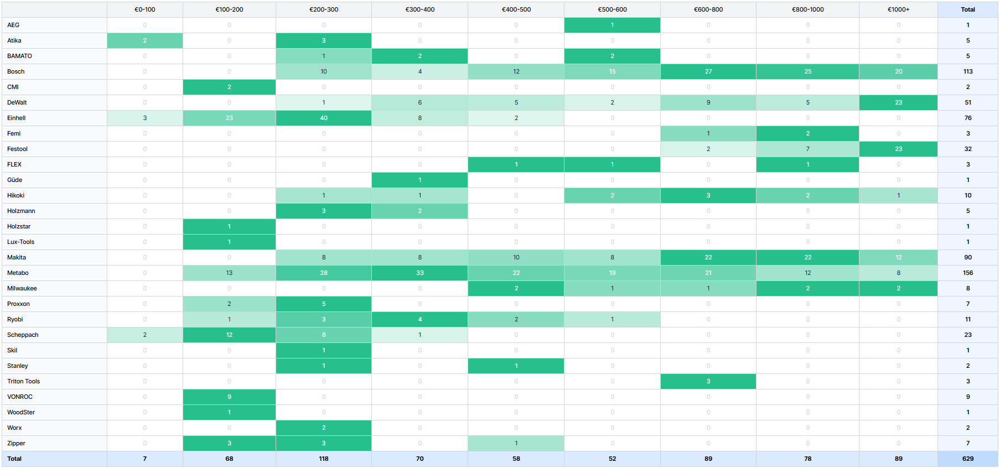 €0-100 €100-200 €200-300 €300-400 €400-500 €500-600 €600-800 €800-1000 €1000+ Total
AEG 0 0 0 0 0 1 0 0 0 1
Atika 2 0 3 0 0 0 0 0 0 5
BAMATO 0 0 1 2 0 2 0 0 0 5
Bosch 0 0 10 4 12 15 27 25 20 113
CMI 0 2 0 0 0 0 0 0 0 2
DeWalt 0 0 1 6 5 2 9 5 23 51
Einhell 3 23 40 8 2 0 0 0 0 76
Femi 0 0 0 0 0 0 1 2 0 3
Festool 0 0 0 0 0 0 2 7 23 32
FLEX 0 0 0 0 1 1 0 1 0 3
Güde 0 0 0 1 0 0 0 0 0 1
Hikoki 0 0 1 1 0 2 3 2 1 10
Holzmann 0 0 3 2 0 0 0 0 0 5
Holzstar 0 1 0 0 0 0 0 0 0 1
Lux-Tools 0 1 0 0 0 0 0 0 0 1
Makita 0 0 8 8 10 8 22 22 12 90
Metabo 0 13 28 33 22 19 21 12 8 156
Milwaukee 0 0 0 0 2 1 1 2 2 8
Proxxon 0 2 5 0 0 0 0 0 0 7
Ryobi 0 1 3 4 2 1 0 0 0 11
Scheppach 2 12 8 1 0 0 0 0 0 23
Skil 0 0 1 0 0 0 0 0 0 1
Stanley 0 0 1 0 1 0 0 0 0 2
Triton Tools 0 0 0 0 0 0 3 0 0 3
VONROC 0 9 0 0 0 0 0 0 0 9
WoodSter 0 1 0 0 0 0 0 0 0 1
Worx 0 0 2 0 0 0 0 0 0 2
Zipper 0 3 3 0 1 0 0 0 0 7
Total 7 68 118 70 58 52 89 78 89 629